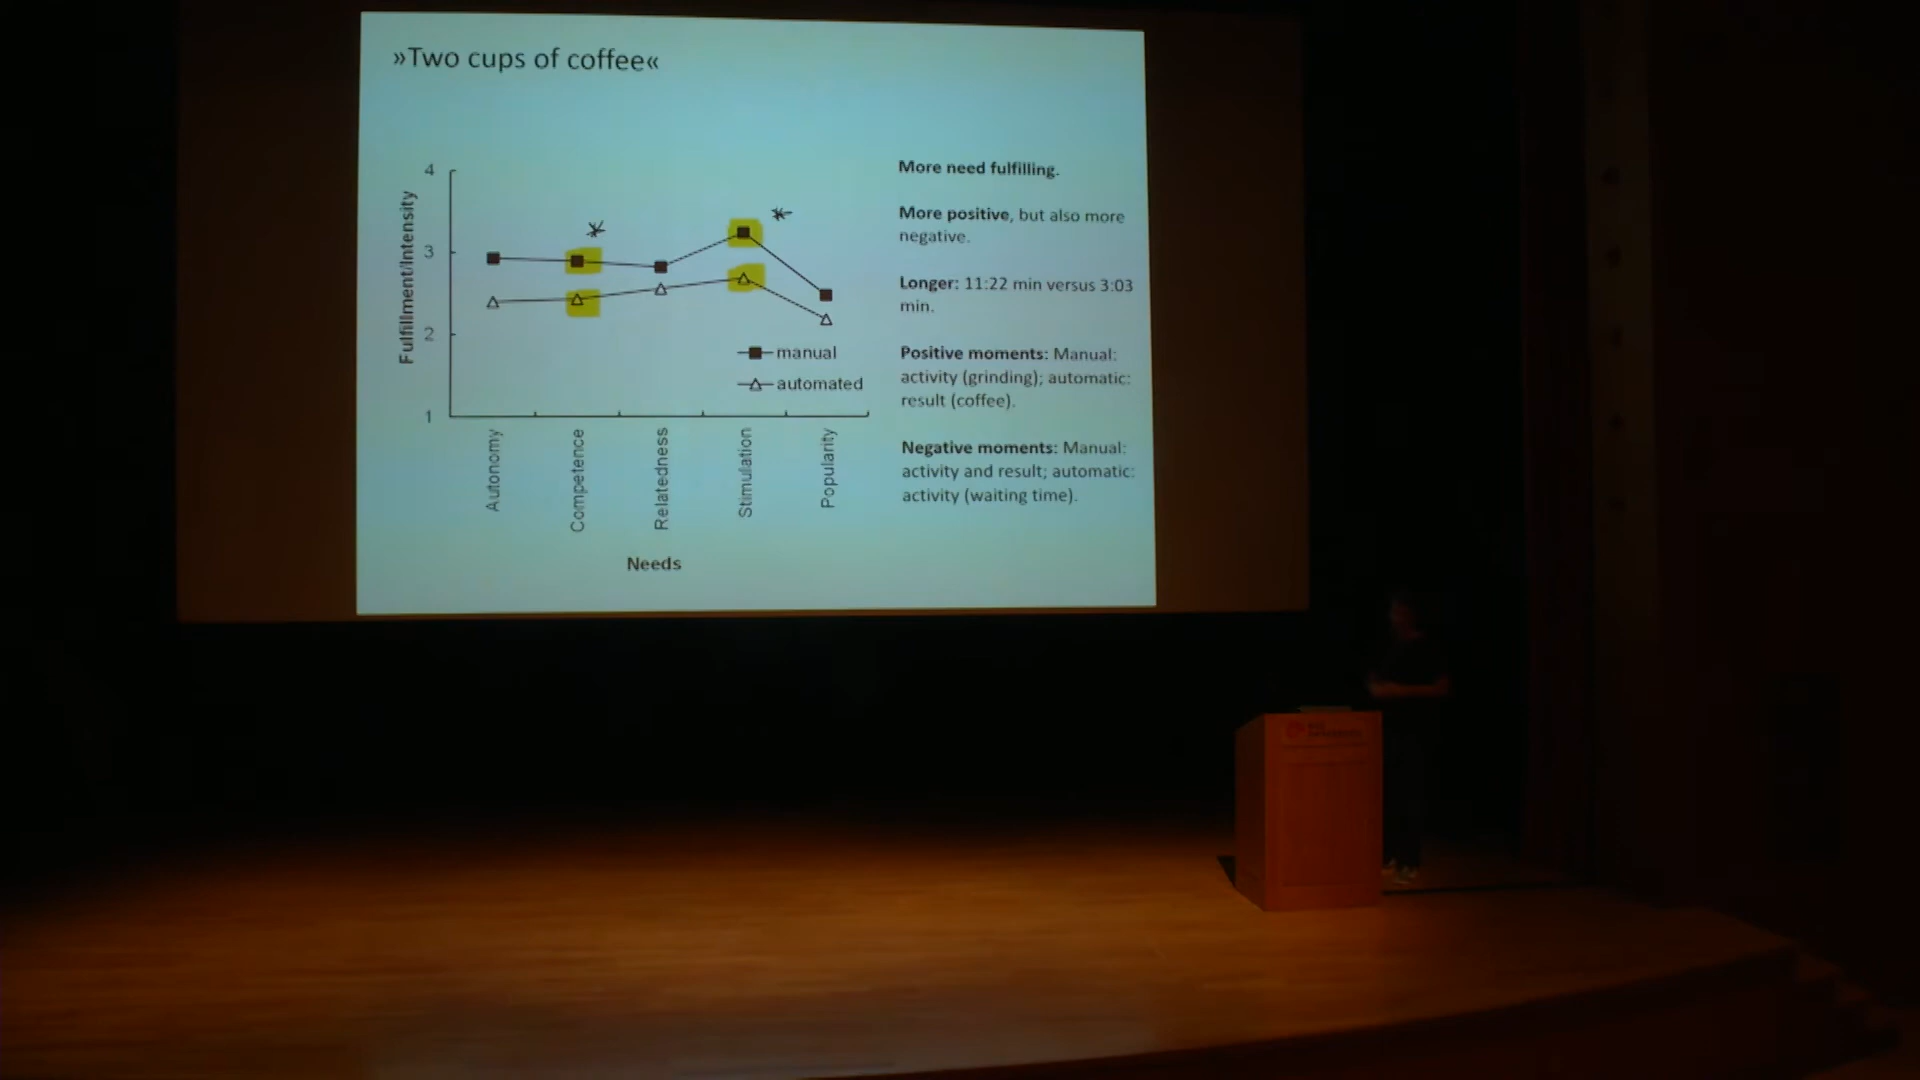 »Two cups of coffee«
4
3
2
1
Fulfillment/Intensity
manual
automated
Autonomy
Competence
Relatedness
Stimulation
Popularity
Needs
More need fulfilling.
More positive, but also more
negative.
Longer: 11:22 min versus 3:03
min.
Positive moments: Manual:
activity (grinding); automatic:
result (coffee).
Negative moments: Manual:
activity and result; automatic:
activity (waiting time).